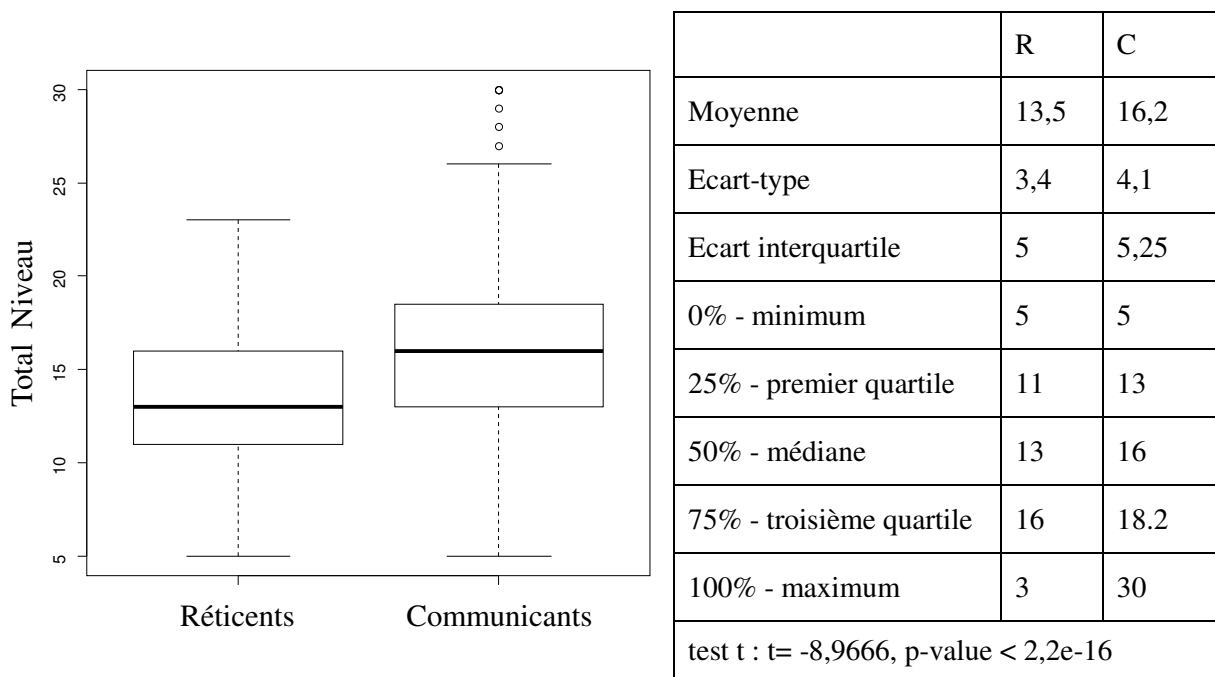 Total Niveau
30
25
20
15
10
5
Réticents Communicants
R C
Moyenne 13,5 16,2
Ecart-type 3,4 4,1
Ecart interquartile 5 5,25
0% - minimum 5 5
25% - premier quartile 11 13
50% - médiane 13 16
75% - troisième quartile 16 18.2
100% - maximum 3 30
test t : t= -8,9666, p-value < 2,2e-16